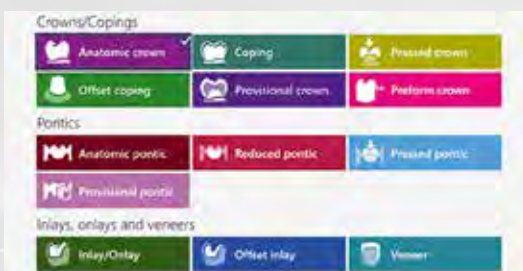 Crowns/Copings
Anatomic crown Coping Pressed crown
Offset coping Provisional crown Preform crown
Pontics
Anatomic pontic Reduced pontic Pressed pontic
Provisional pontic
Inlays, onlays and veneers
Inlay/Onlay Offset inlay Veneer